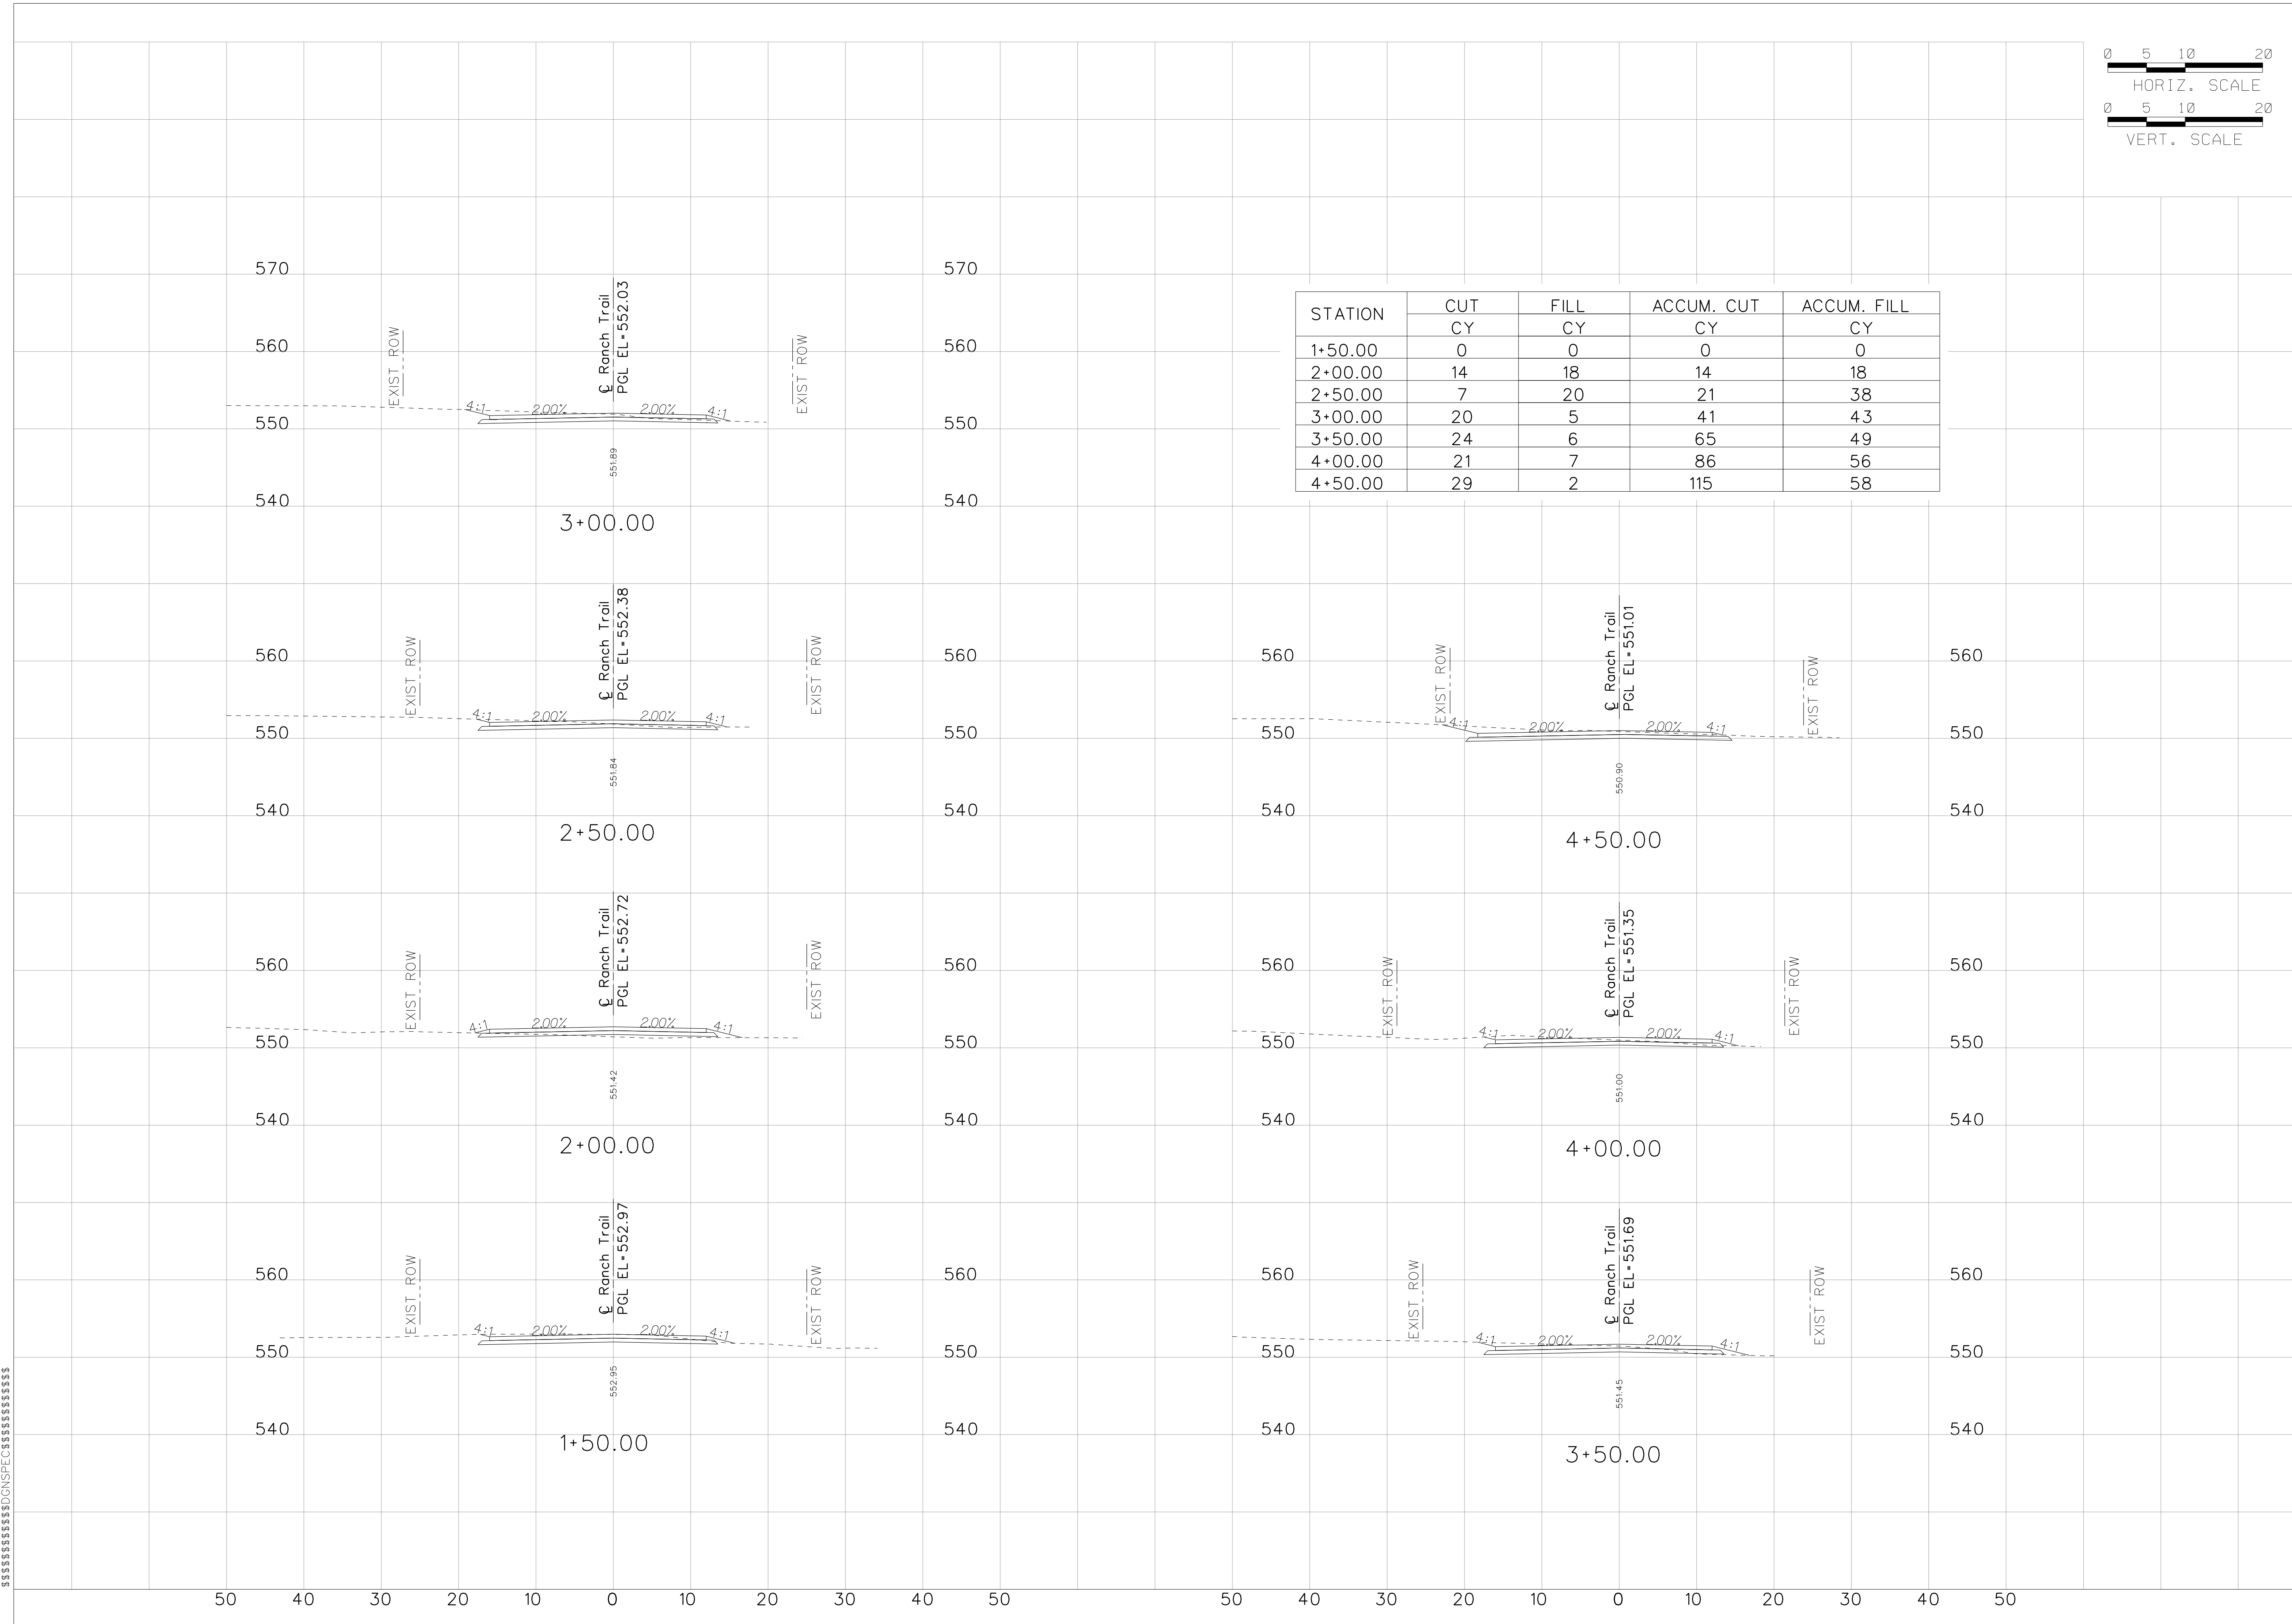 0 5 10 20
HORIZ. SCALE
0 5 10 20
VERT. SCALE
STATION CUT FILL ACCUM. CUT ACCUM. FILL
CY CY CY CY
1+50.00 0 0 0 0
2+00.00 14 18 14 18
2+50.00 7 20 21 38
3+00.00 20 5 41 43
3+50.00 24 6 65 49
4+00.00 21 7 86 56
4+50.00 29 2 115 58
570 570
560 560
550 550
540 540
EXIST ROW
℄ Ranch Trail
PGL EL=552.03
EXIST ROW
4:1 2.00% 2.00% 4:1
551.89
3+00.00
560 560
550 550
540 540
EXIST ROW
℄ Ranch Trail
PGL EL=552.38
EXIST ROW
4:1 2.00% 2.00% 4:1
551.84
2+50.00
560 560
550 550
540 540
EXIST ROW
℄ Ranch Trail
PGL EL=552.72
EXIST ROW
4:1 2.00% 2.00% 4:1
551.42
2+00.00
560 560
550 550
540 540
EXIST ROW
℄ Ranch Trail
PGL EL=552.97
EXIST ROW
4:1 2.00% 2.00% 4:1
552.95
1+50.00
560 560
550 550
540 540
EXIST ROW
℄ Ranch Trail
PGL EL=551.01
EXIST ROW
4:1 2.00% 2.00% 4:1
550.90
4+50.00
560 560
550 550
540 540
EXIST ROW
℄ Ranch Trail
PGL EL=551.35
EXIST ROW
4:1 2.00% 2.00% 4:1
551.00
4+00.00
560 560
550 550
540 540
EXIST ROW
℄ Ranch Trail
PGL EL=551.69
EXIST ROW
4:1 2.00% 2.00% 4:1
551.45
3+50.00
50 40 30 20 10 0 10 20 30 40 50 50 40 30 20 10 0 10 20 30 40 50